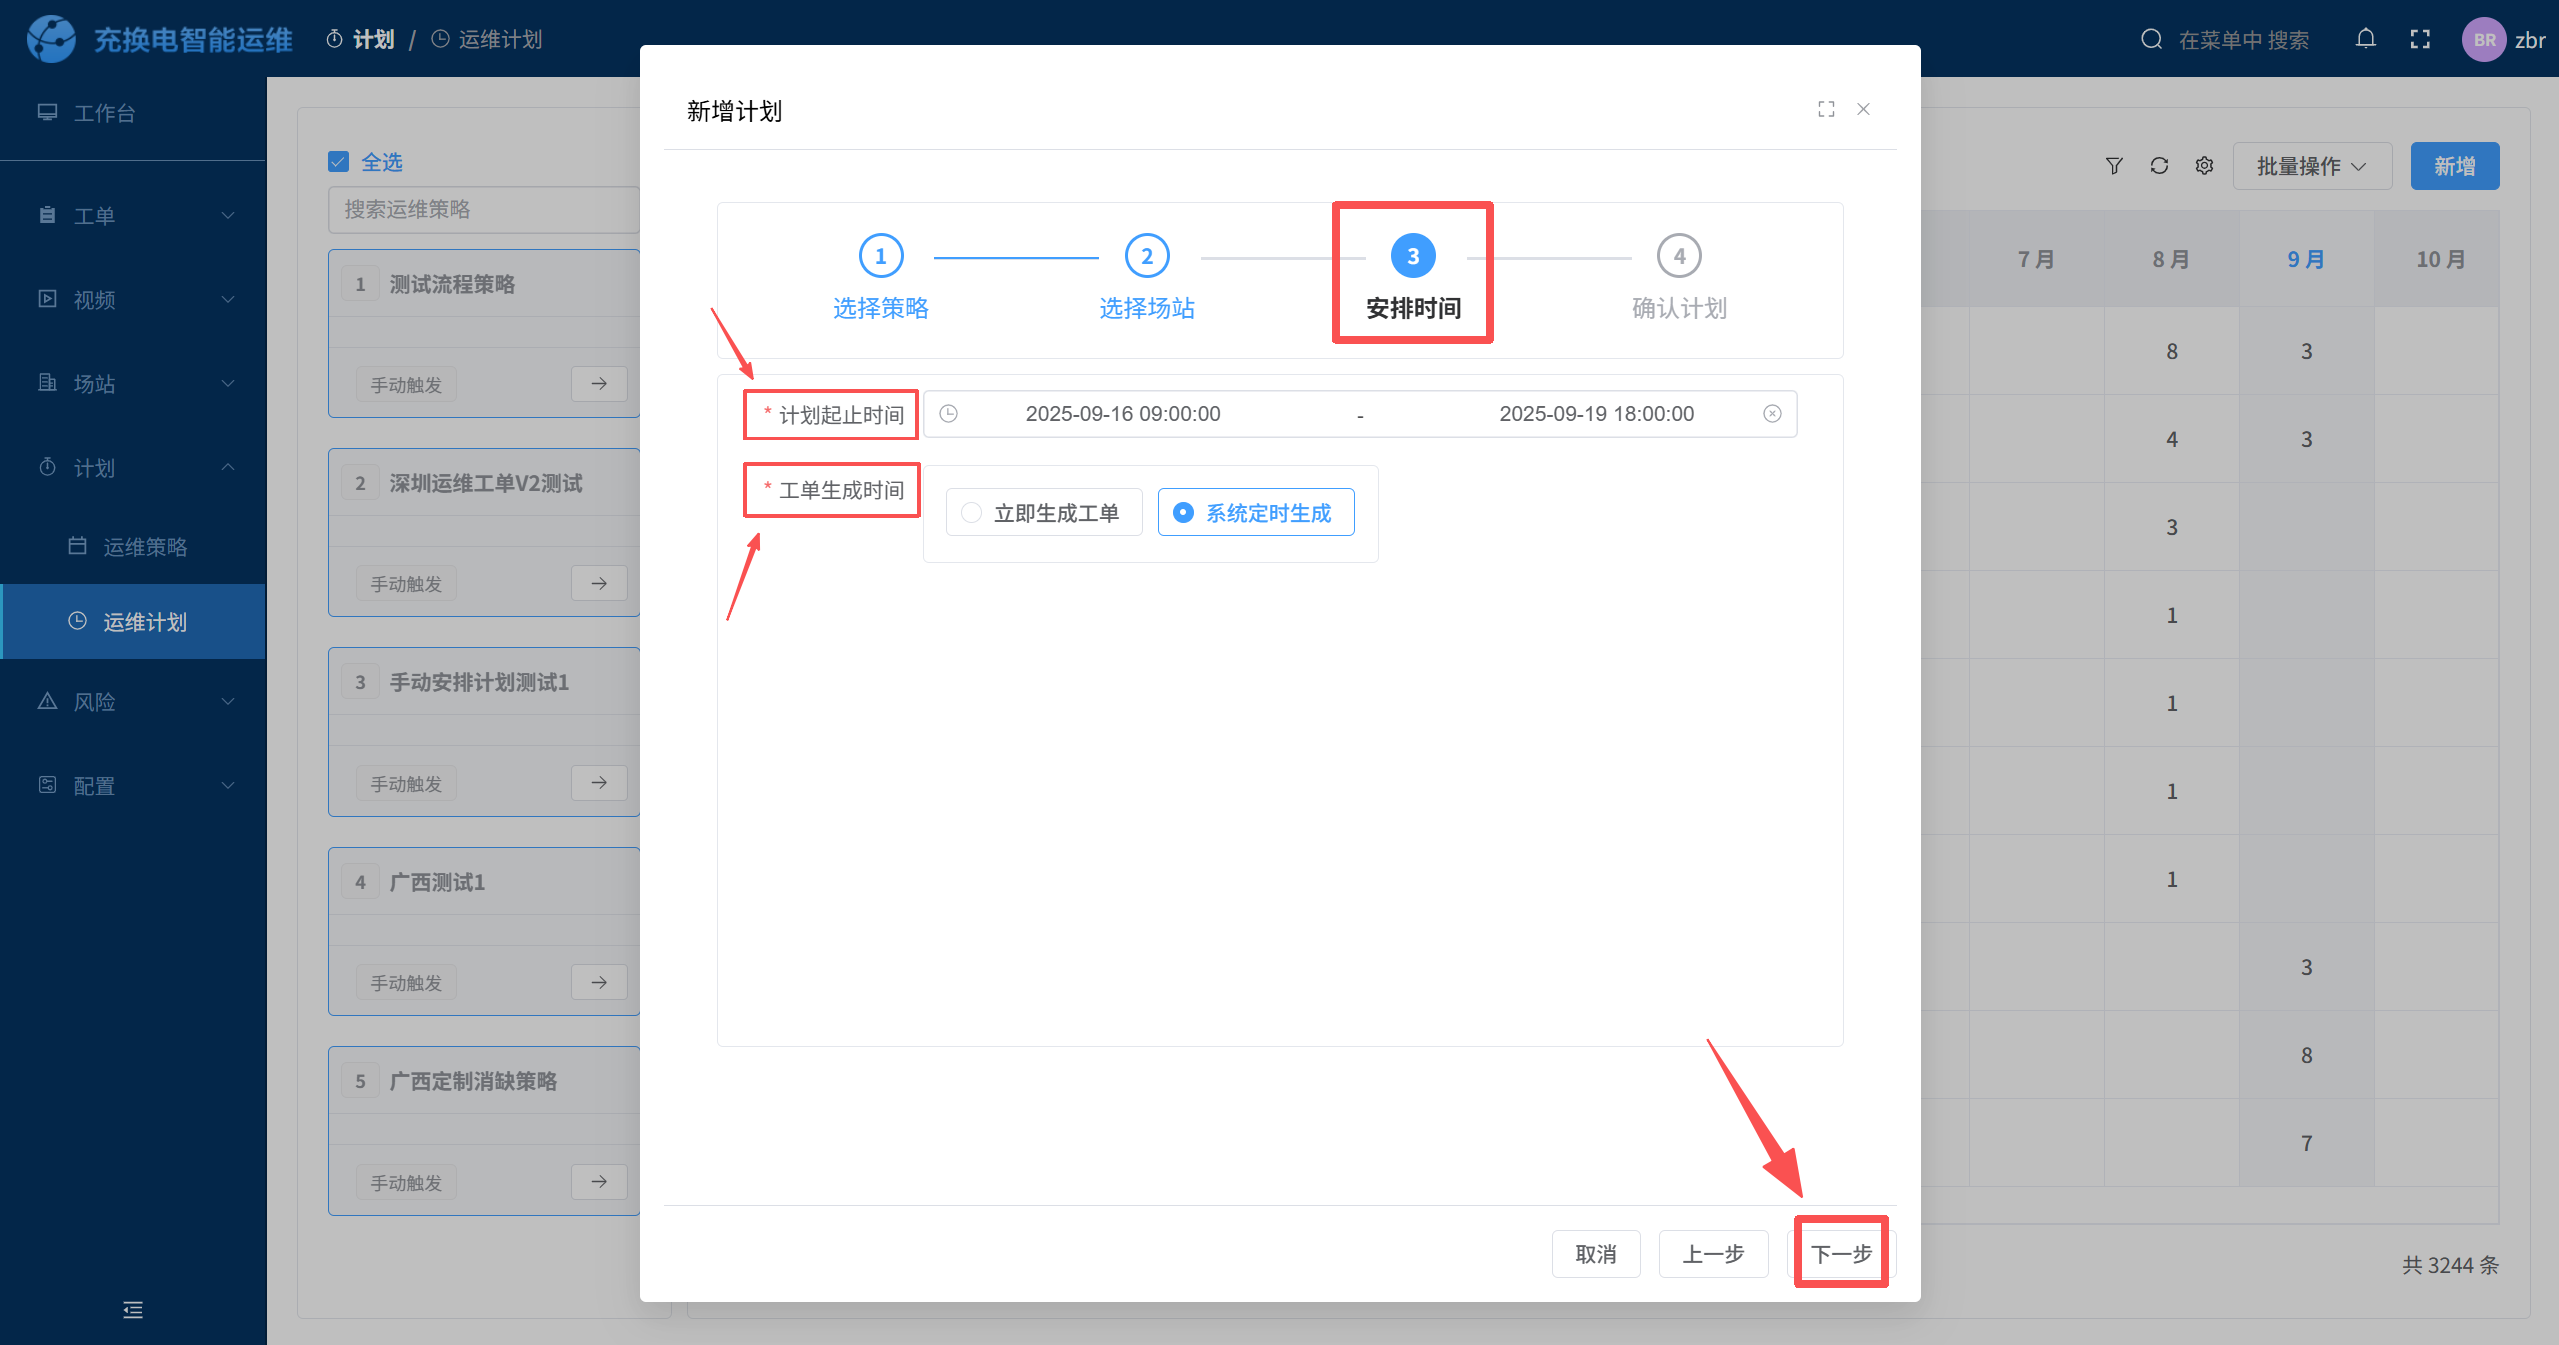 充换电智能运维
计划 / 运维计划
在菜单中 搜索
BR zbr
工作台
工单
视频
场站
计划
运维策略
运维计划
风险
配置
全选
搜索运维策略
1 测试流程策略
手动触发
2 深圳运维工单V2测试
手动触发
3 手动安排计划测试1
手动触发
4 广西测试1
手动触发
5 广西定制消缺策略
手动触发
新增计划
1 2 3 4
选择策略 选择场站 安排时间 确认计划
* 计划起止时间 2025-09-16 09:00:00 - 2025-09-19 18:00:00
* 工单生成时间
立即生成工单 系统定时生成
取消 上一步 下一步
批量操作 新增
7 月 8 月 9 月 10 月
8 3
4 3
3
1
1
1
1
3
8
7
共 3244 条